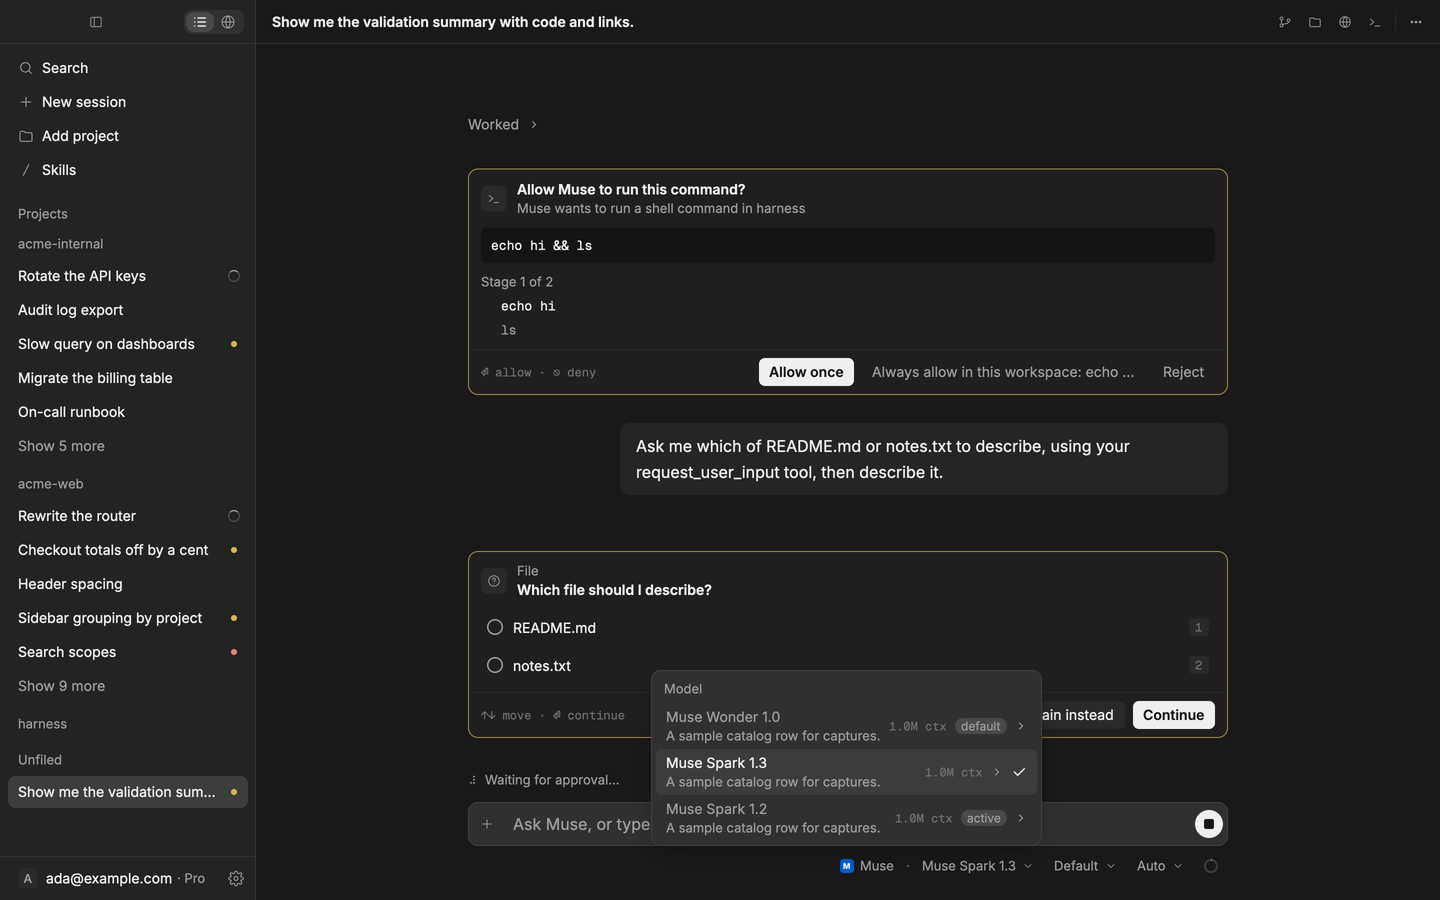 Show me the validation summary with code and links.
Search
New session
Add project
Skills
Projects
acme-internal
Rotate the API keys
Audit log export
Slow query on dashboards
Migrate the billing table
On-call runbook
Show 5 more
acme-web
Rewrite the router
Checkout totals off by a cent
Header spacing
Sidebar grouping by project
Search scopes
Show 9 more
harness
Unfiled
Show me the validation sum...
A ada@example.com · Pro
Worked
Allow Muse to run this command?
Muse wants to run a shell command in harness
echo hi && ls
Stage 1 of 2
echo hi
ls
allow · deny
Allow once
Always allow in this workspace: echo ...
Reject
Ask me which of README.md or notes.txt to describe, using your
request_user_input tool, then describe it.
File
Which file should I describe?
README.md 1
notes.txt 2
move · continue
ain instead
Continue
Model
Muse Wonder 1.0
A sample catalog row for captures.
1.0M ctx default
Muse Spark 1.3
A sample catalog row for captures.
1.0M ctx
Muse Spark 1.2
A sample catalog row for captures.
1.0M ctx active
Waiting for approval...
Ask Muse, or type
M Muse · Muse Spark 1.3 Default Auto